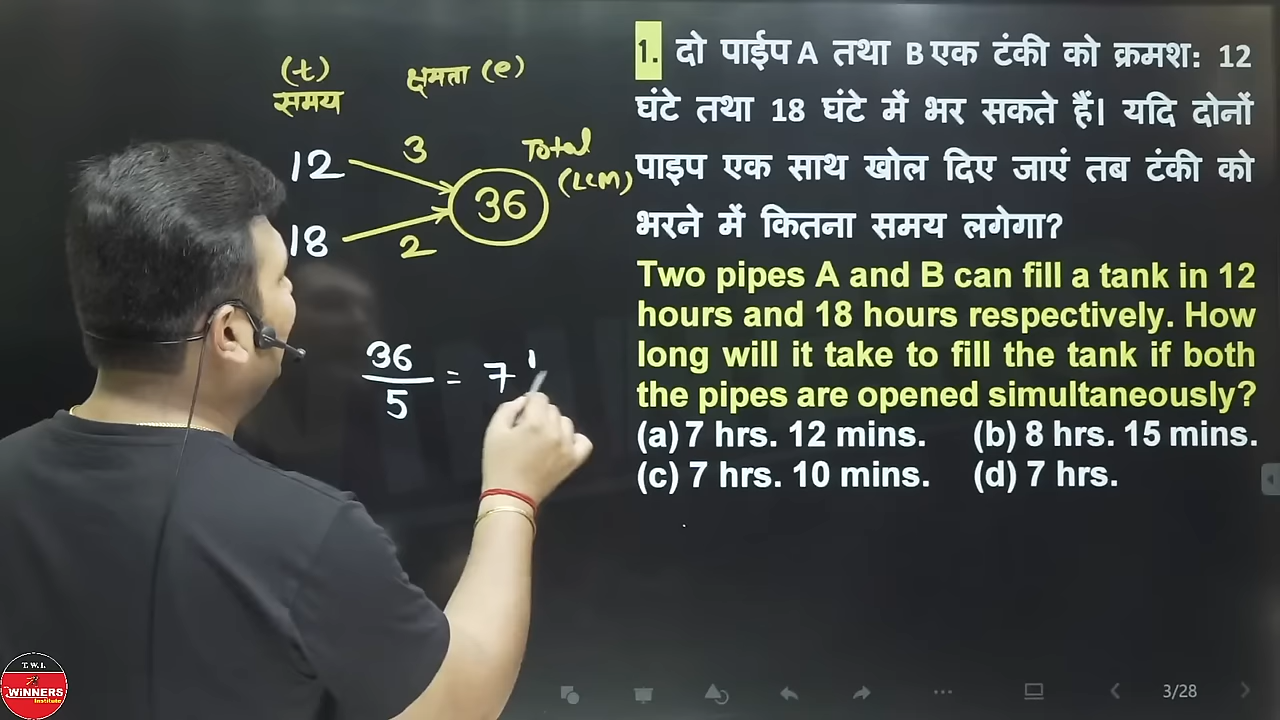 (t)
समय
क्षमता (e)
12
3
Total
(LCM)
36
18
2
36
5
= 7 1
1. दो पाईप A तथा B एक टंकी को क्रमश: 12
घंटे तथा 18 घंटे में भर सकते हैं। यदि दोनों
पाइप एक साथ खोल दिए जाएं तब टंकी को
भरने में कितना समय लगेगा?
Two pipes A and B can fill a tank in 12
hours and 18 hours respectively. How
long will it take to fill the tank if both
the pipes are opened simultaneously?
(a) 7 hrs. 12 mins. (b) 8 hrs. 15 mins.
(c) 7 hrs. 10 mins. (d) 7 hrs.
T.W.I.
WiNNERS
Institute
3/28